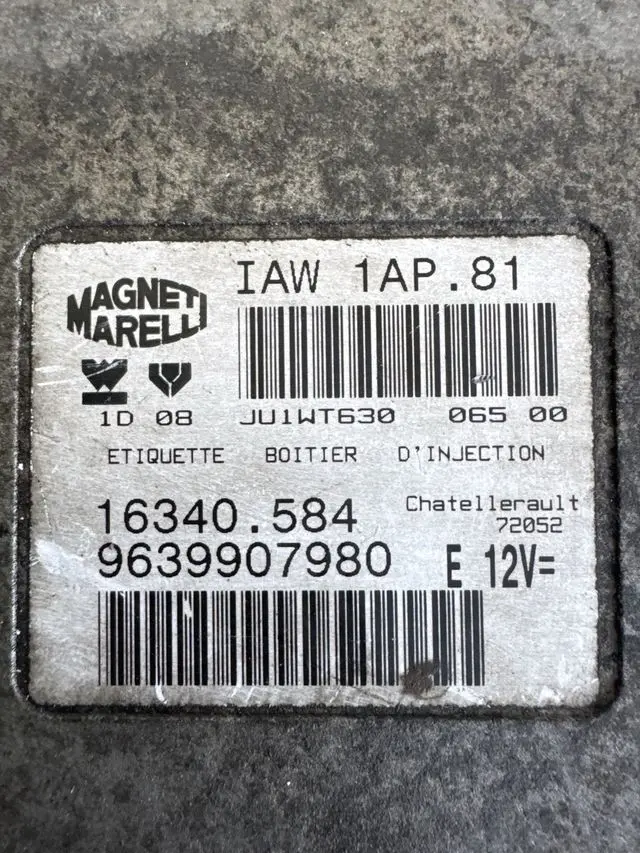 MAGNETI MARELLI
IAW 1AP.81
1D 08 JU1WT630 065 00
ETIQUETTE BOITIER D'INJECTION
16340.584 Chatellerault
72052
9639907980 E 12V=